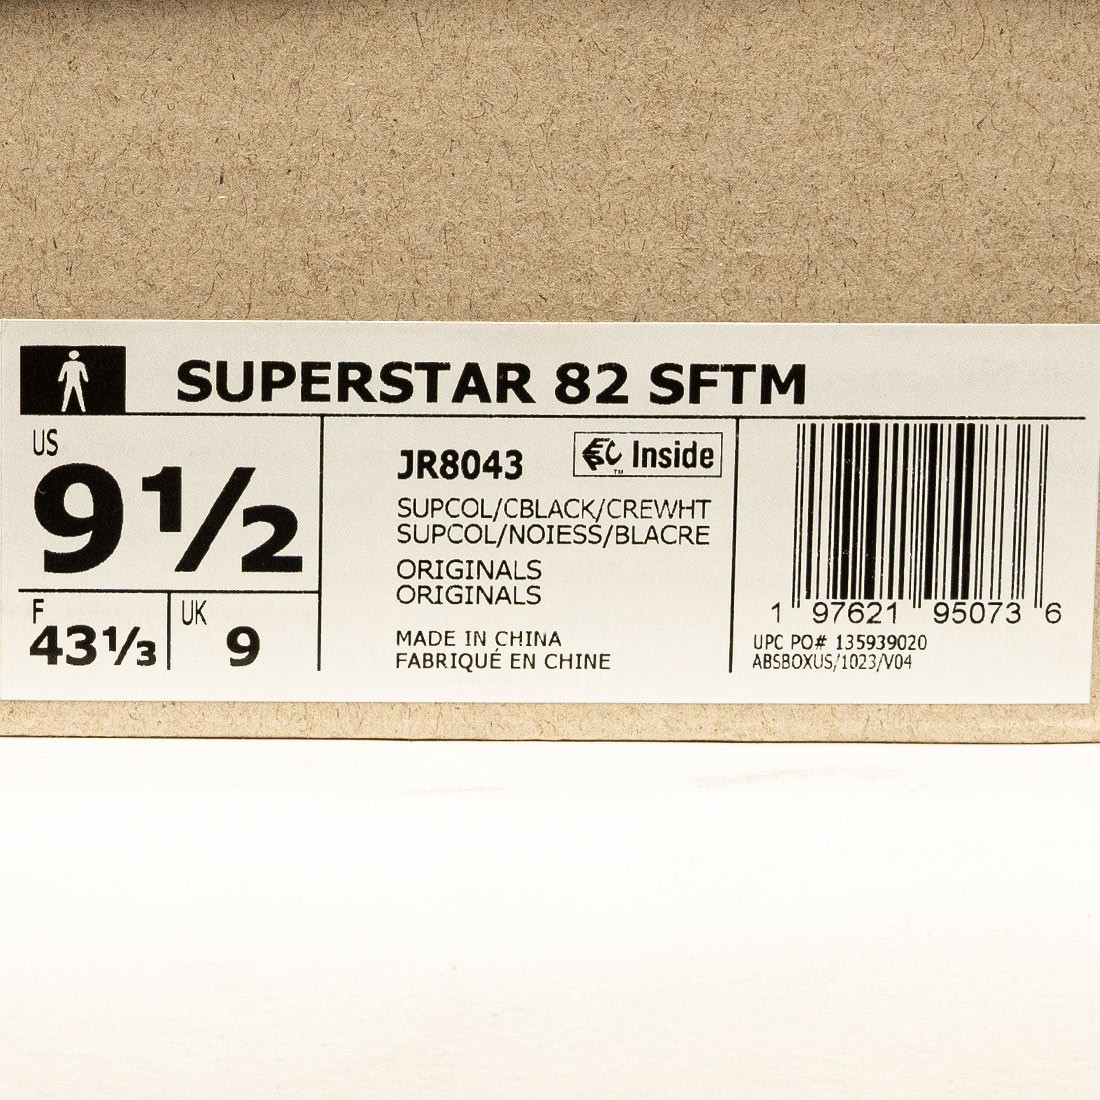 SUPERSTAR 82 SFTM
US
9½
F
43⅓
UK
9
JR8043
Inside
™
SUPCOL/CBLACK/CREWHT
SUPCOL/NOIESS/BLACRE
ORIGINALS
ORIGINALS
MADE IN CHINA
FABRIQUÉ EN CHINE
1 97621 95073 6
UPC PO# 135939020
ABSBOXUS/1023/V04